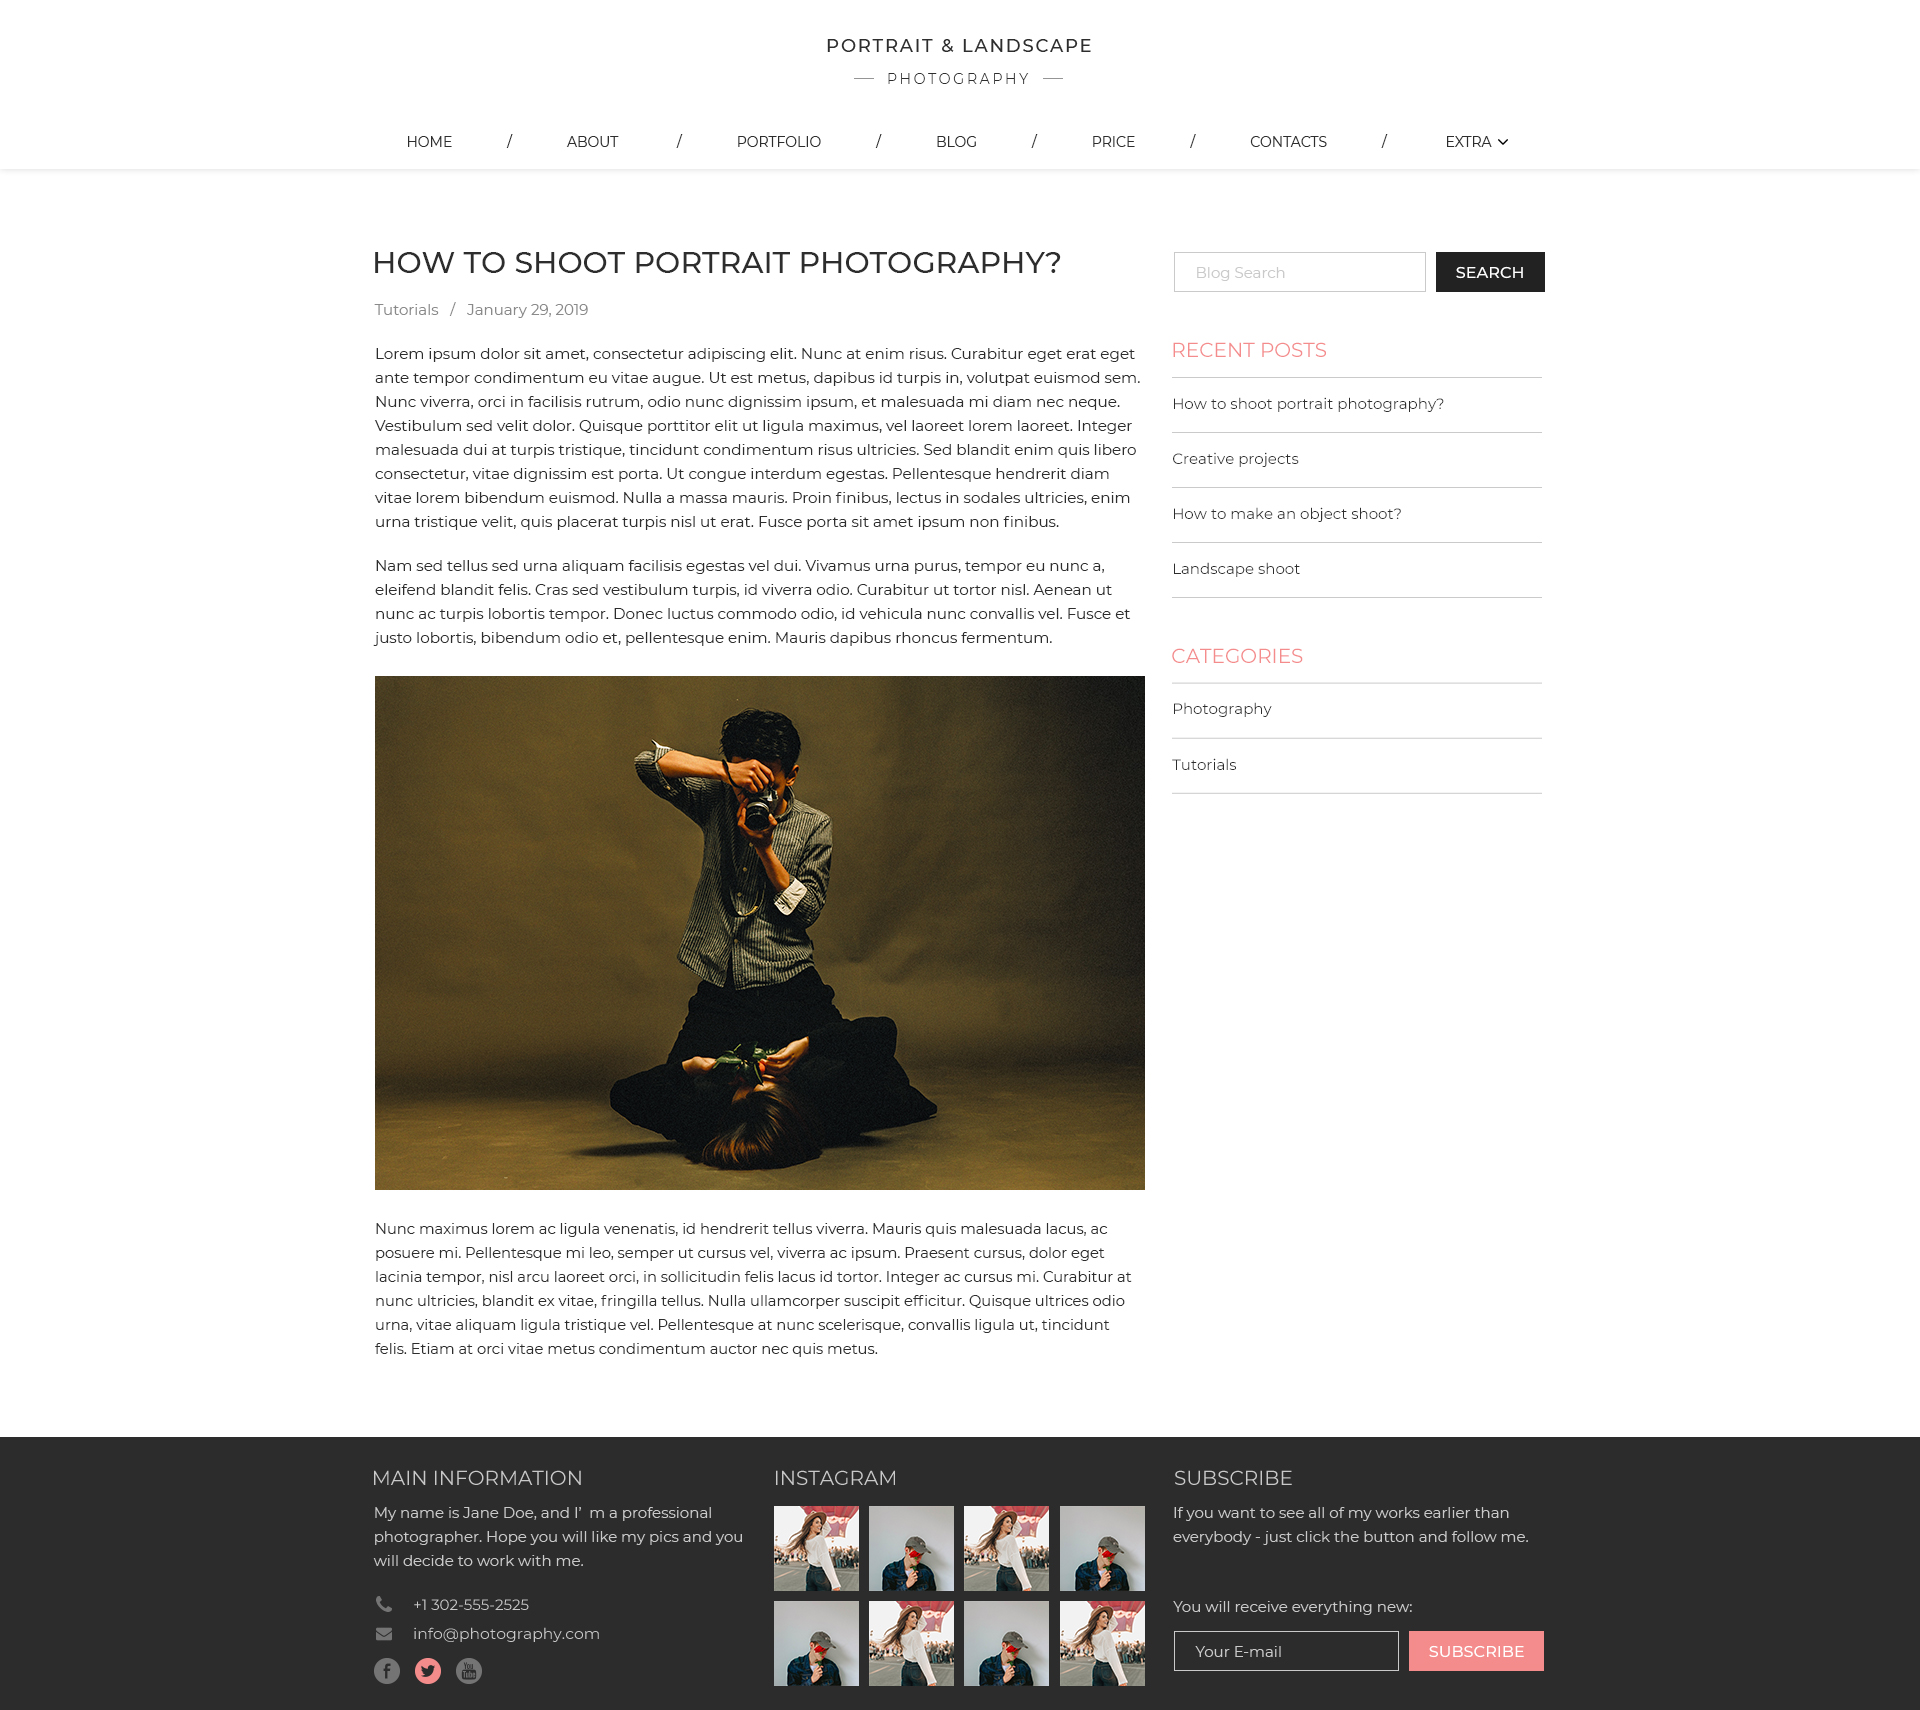 PORTRAIT & LANDSCAPE
PHOTOGRAPHY
HOME / ABOUT / PORTFOLIO / BLOG / PRICE / CONTACTS / EXTRA
HOW TO SHOOT PORTRAIT PHOTOGRAPHY?
Tutorials / January 29, 2019
Lorem ipsum dolor sit amet, consectetur adipiscing elit. Nunc at enim risus. Curabitur eget erat eget
ante tempor condimentum eu vitae augue. Ut est metus, dapibus id turpis in, volutpat euismod sem.
Nunc viverra, orci in facilisis rutrum, odio nunc dignissim ipsum, et malesuada mi diam nec neque.
Vestibulum sed velit dolor. Quisque porttitor elit ut ligula maximus, vel laoreet lorem laoreet. Integer
malesuada dui at turpis tristique, tincidunt condimentum risus ultricies. Sed blandit enim quis libero
consectetur, vitae dignissim est porta. Ut congue interdum egestas. Pellentesque hendrerit diam
vitae lorem bibendum euismod. Nulla a massa mauris. Proin finibus, lectus in sodales ultricies, enim
urna tristique velit, quis placerat turpis nisl ut erat. Fusce porta sit amet ipsum non finibus.
Nam sed tellus sed urna aliquam facilisis egestas vel dui. Vivamus urna purus, tempor eu nunc a,
eleifend blandit felis. Cras sed vestibulum turpis, id viverra odio. Curabitur ut tortor nisl. Aenean ut
nunc ac turpis lobortis tempor. Donec luctus commodo odio, id vehicula nunc convallis vel. Fusce et
justo lobortis, bibendum odio et, pellentesque enim. Mauris dapibus rhoncus fermentum.
Nunc maximus lorem ac ligula venenatis, id hendrerit tellus viverra. Mauris quis malesuada lacus, ac
posuere mi. Pellentesque mi leo, semper ut cursus vel, viverra ac ipsum. Praesent cursus, dolor eget
lacinia tempor, nisl arcu laoreet orci, in sollicitudin felis lacus id tortor. Integer ac cursus mi. Curabitur at
nunc ultricies, blandit ex vitae, fringilla tellus. Nulla ullamcorper suscipit efficitur. Quisque ultrices odio
urna, vitae aliquam ligula tristique vel. Pellentesque at nunc scelerisque, convallis ligula ut, tincidunt
felis. Etiam at orci vitae metus condimentum auctor nec quis metus.
Blog Search
SEARCH
RECENT POSTS
How to shoot portrait photography?
Creative projects
How to make an object shoot?
Landscape shoot
CATEGORIES
Photography
Tutorials
MAIN INFORMATION
My name is Jane Doe, and I’ m a professional
photographer. Hope you will like my pics and you
will decide to work with me.
+1 302-555-2525
info@photography.com
You
Tube
INSTAGRAM
SUBSCRIBE
If you want to see all of my works earlier than
everybody - just click the button and follow me.
You will receive everything new:
Your E-mail
SUBSCRIBE